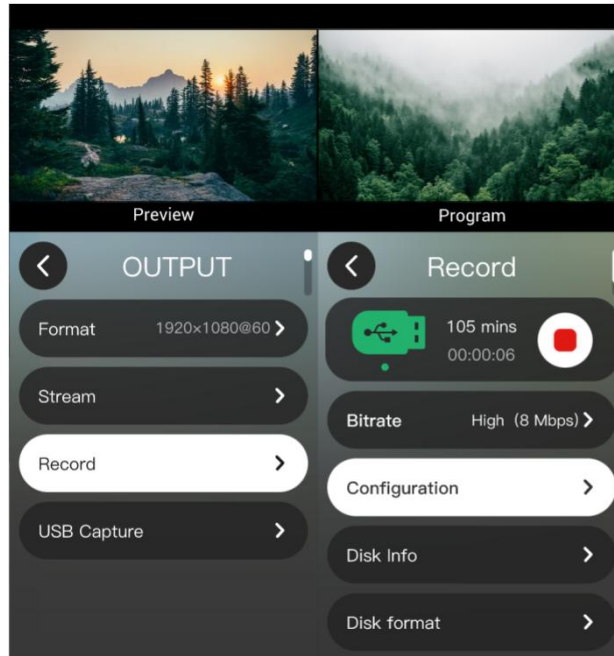 Preview
Program
OUTPUT
Format 1920×1080@60
Stream
Record
USB Capture
Record
105 mins
00:00:06
Bitrate High (8 Mbps)
Configuration
Disk Info
Disk format